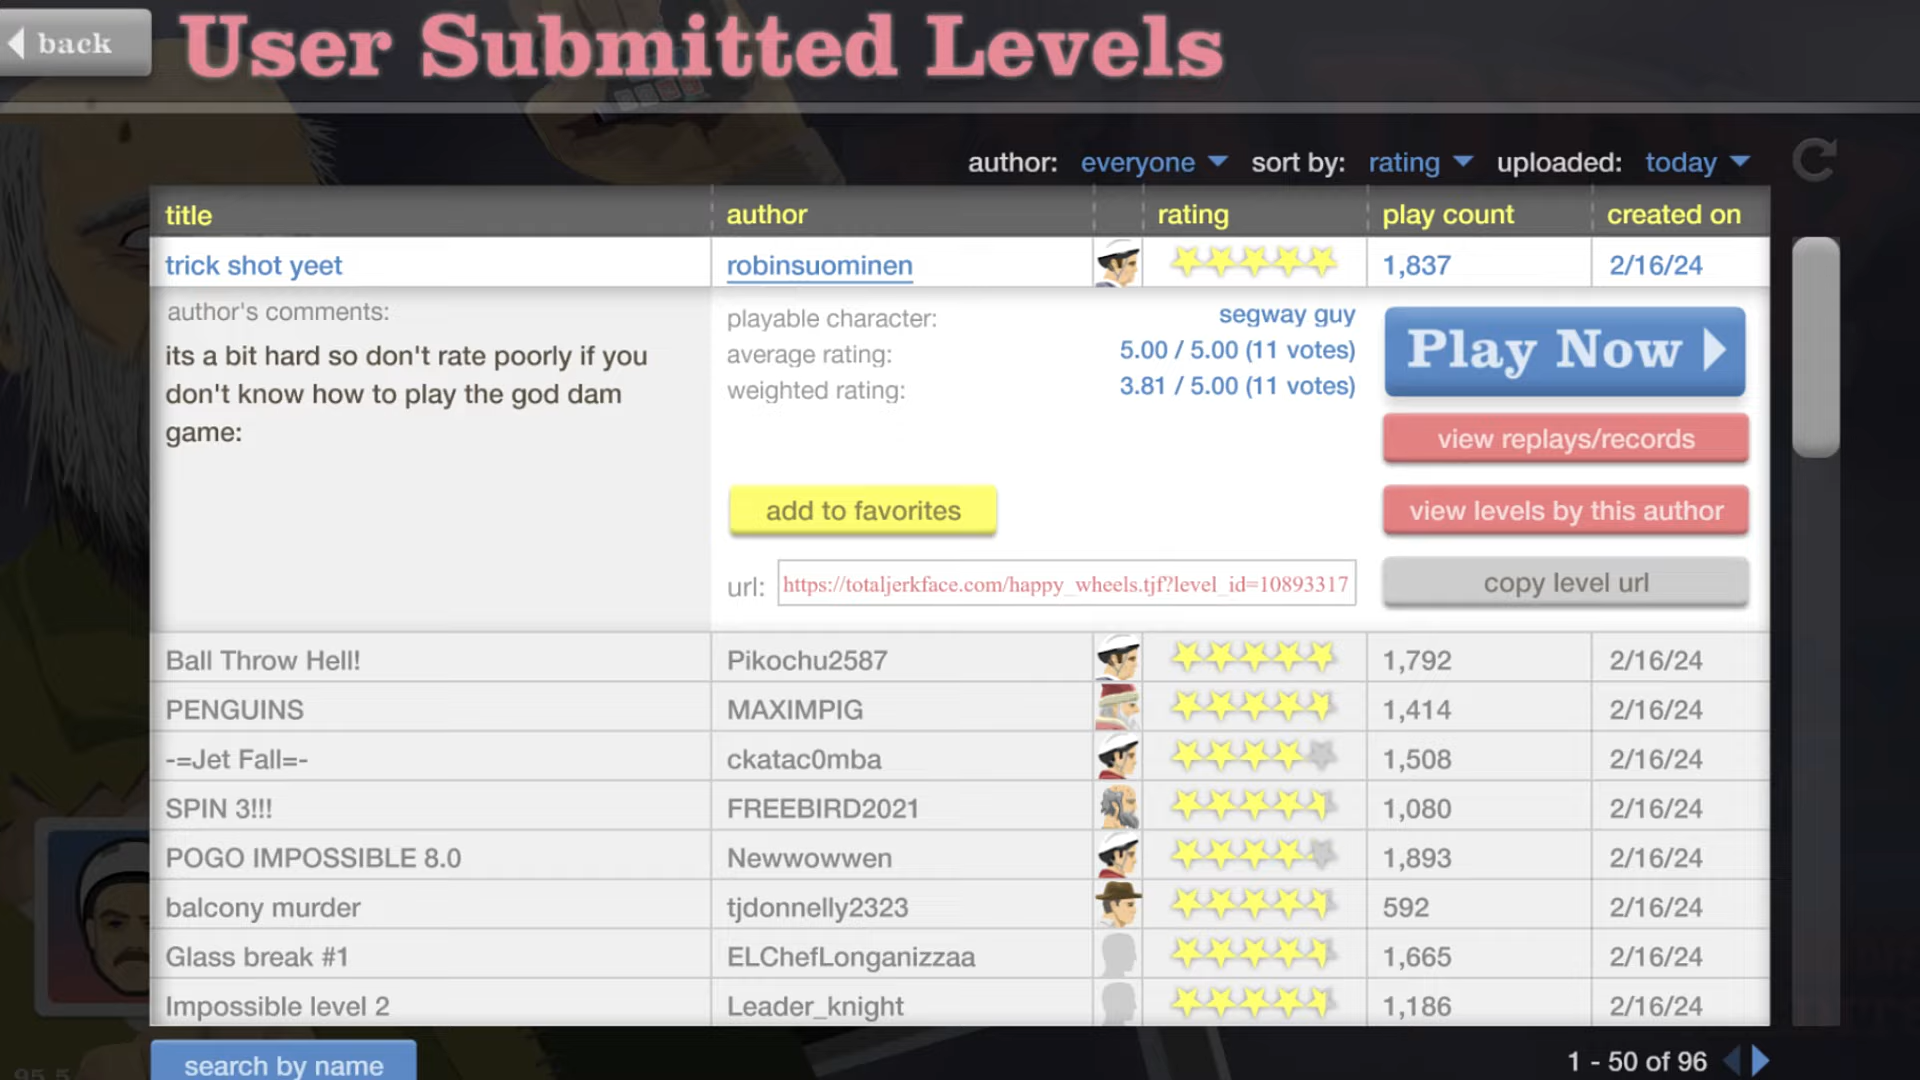 back
User Submitted Levels
author: everyone sort by: rating uploaded: today
title author rating play count created on
trick shot yeet robinsuominen 1,837 2/16/24
author's comments:
its a bit hard so don't rate poorly if you
don't know how to play the god dam
game:
playable character: segway guy
average rating: 5.00 / 5.00 (11 votes)
weighted rating: 3.81 / 5.00 (11 votes)
add to favorites
url: https://totaljerkface.com/happy_wheels.tjf?level_id=10893317
Play Now
view replays/records
view levels by this author
copy level url
Ball Throw Hell! Pikochu2587 1,792 2/16/24
PENGUINS MAXIMPIG 1,414 2/16/24
-=Jet Fall=- ckatac0mba 1,508 2/16/24
SPIN 3!!! FREEBIRD2021 1,080 2/16/24
POGO IMPOSSIBLE 8.0 Newwowwen 1,893 2/16/24
balcony murder tjdonnelly2323 592 2/16/24
Glass break #1 ELChefLonganizzaa 1,665 2/16/24
Impossible level 2 Leader_knight 1,186 2/16/24
search by name
1 - 50 of 96